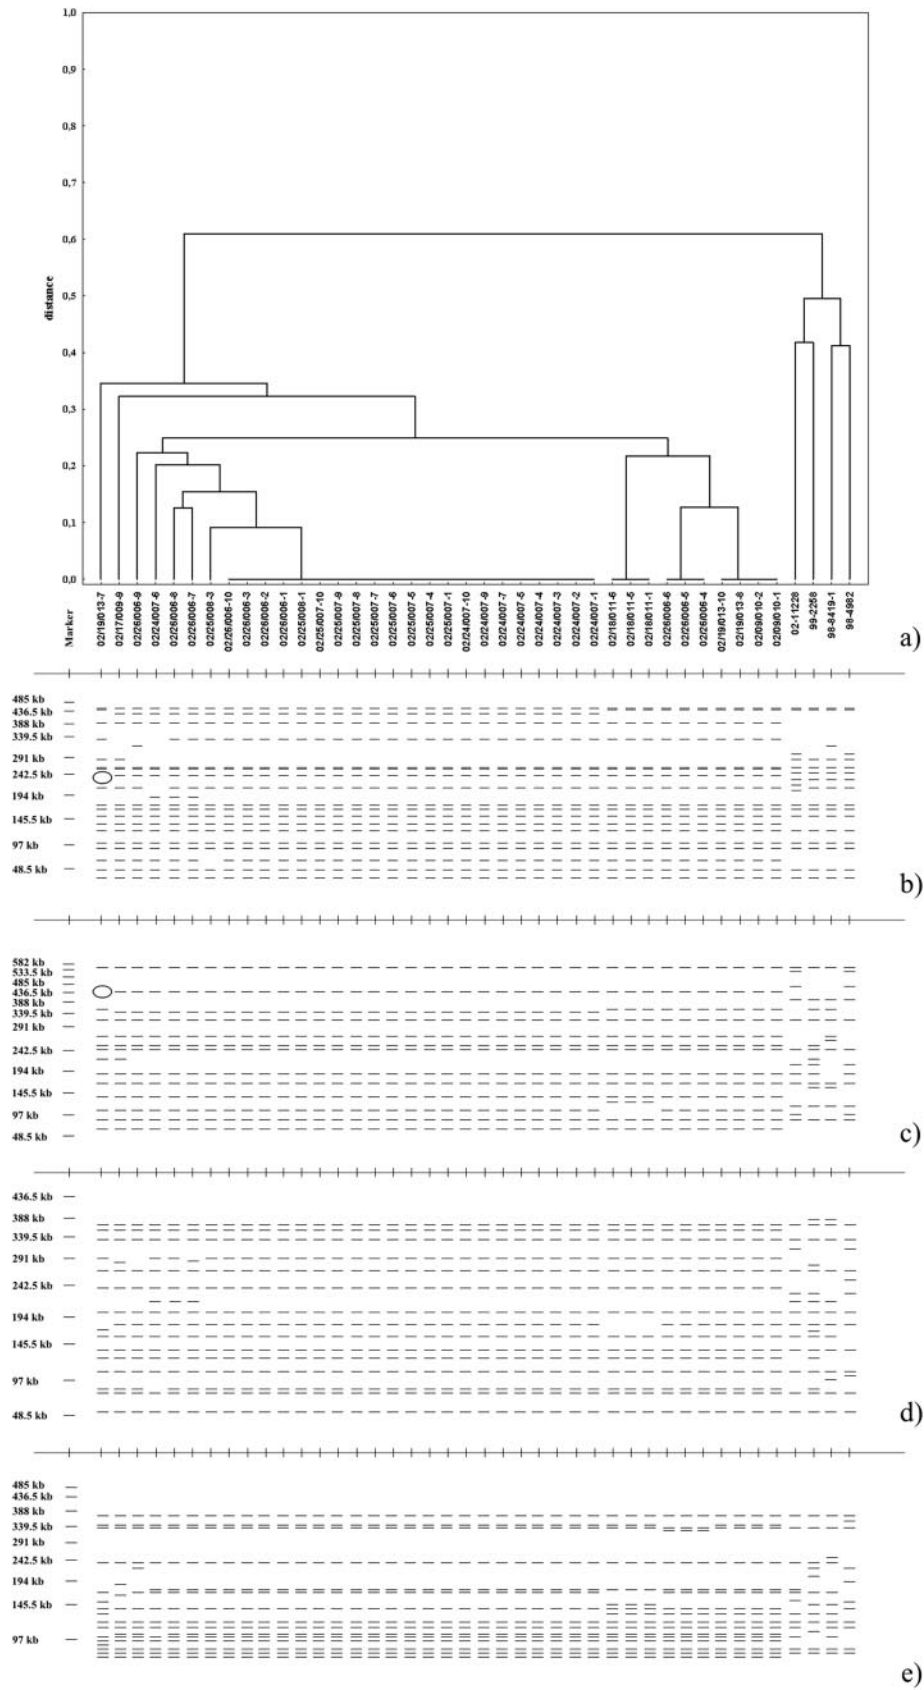 1,0
0,9
0,8
0,7
0,6
0,5
0,4
0,3
0,2
0,1
0,0
distance
Marker
02/19/013-7
02/17/009-9
02/26/006-9
02/24/007-6
02/26/006-8
02/26/006-7
02/25/008-3
02/26/006-10
02/26/006-3
02/26/006-2
02/26/006-1
02/25/008-1
02/25/007-10
02/25/007-9
02/25/007-8
02/25/007-7
02/25/007-6
02/25/007-5
02/25/007-4
02/25/007-1
02/24/007-10
02/24/007-9
02/24/007-7
02/24/007-5
02/24/007-4
02/24/007-3
02/24/007-2
02/24/007-1
02/18/011-6
02/18/011-5
02/18/011-1
02/26/006-6
02/26/006-5
02/26/006-4
02/19/013-10
02/19/013-8
02/09/010-2
02/09/010-1
02-11228
99-2258
98-8419-1
98-4982
a)
485 kb
436.5 kb
388 kb
339.5 kb
291 kb
242.5 kb
194 kb
145.5 kb
97 kb
48.5 kb
b)
582 kb
533.5 kb
485 kb
436.5 kb
388 kb
339.5 kb
291 kb
242.5 kb
194 kb
145.5 kb
97 kb
48.5 kb
c)
436.5 kb
388 kb
339.5 kb
291 kb
242.5 kb
194 kb
145.5 kb
97 kb
48.5 kb
d)
485 kb
436.5 kb
388 kb
339.5 kb
291 kb
242.5 kb
194 kb
145.5 kb
97 kb
e)